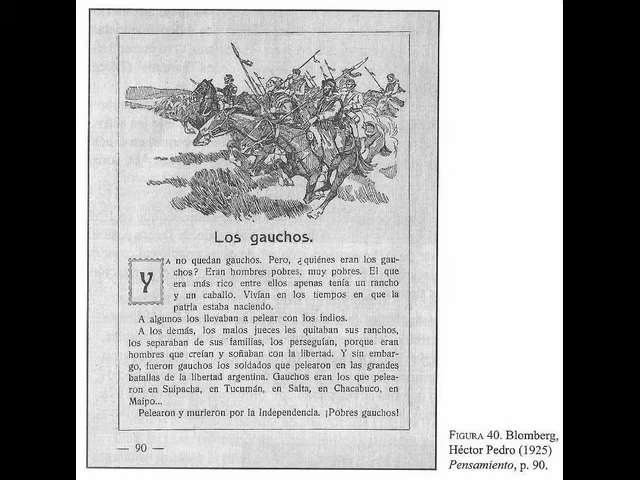 Los gauchos.
YA no quedan gauchos. Pero, ¿quiénes eran los gau-
chos? Eran hombres pobres, muy pobres. El que
era más rico entre ellos apenas tenía un rancho
y un caballo. Vivían en los tiempos en que la
patria estaba naciendo.
A algunos los llevaban a pelear con los indios.
A los demás, los malos jueces les quitaban sus ranchos,
los separaban de sus familias, los perseguían, porque eran
hombres que creían y soñaban con la libertad. Y sin embar-
go, fueron gauchos los soldados que pelearon en las grandes
batallas de la libertad argentina. Gauchos eran los que pelea-
ron en Suipacha, en Tucumán, en Salta, en Chacabuco, en
Maipo...
Pelearon y murieron por la Independencia. ¡Pobres gauchos!
— 90 —
FIGURA 40. Blomberg,
Héctor Pedro (1925)
Pensamiento, p. 90.